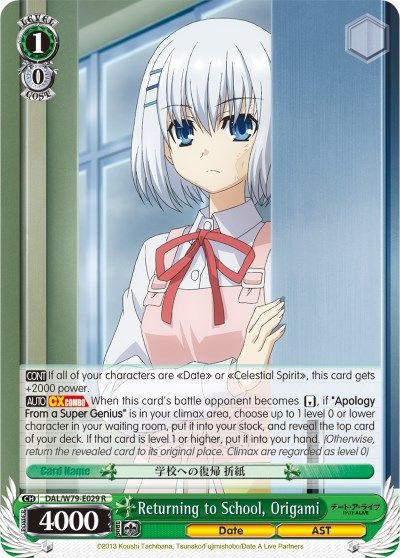 LEVEL
1
0
COST
CONT If all of your characters are «Date» or «Celestial Spirit», this card gets
+2000 power.
AUTO CX COMBO When this card's battle opponent becomes [ ], if "Apology
From a Super Genius" is in your climax area, choose up to 1 level 0 or lower
character in your waiting room, put it into your stock, and reveal the top card
of your deck. If that card is level 1 or higher, put it into your hand. (Otherwise,
return the revealed card to its original place. Climax are regarded as level 0)
Card Name 学校への復帰 折紙
CH DAL/W79-E029 R
POWER 4000
Returning to School, Origami
デート・ア・ライブ
DATE A LIVE
Date AST
©2013 Koushi Tachibana, Tsunako/Fujimishobo/Date A Live Partners